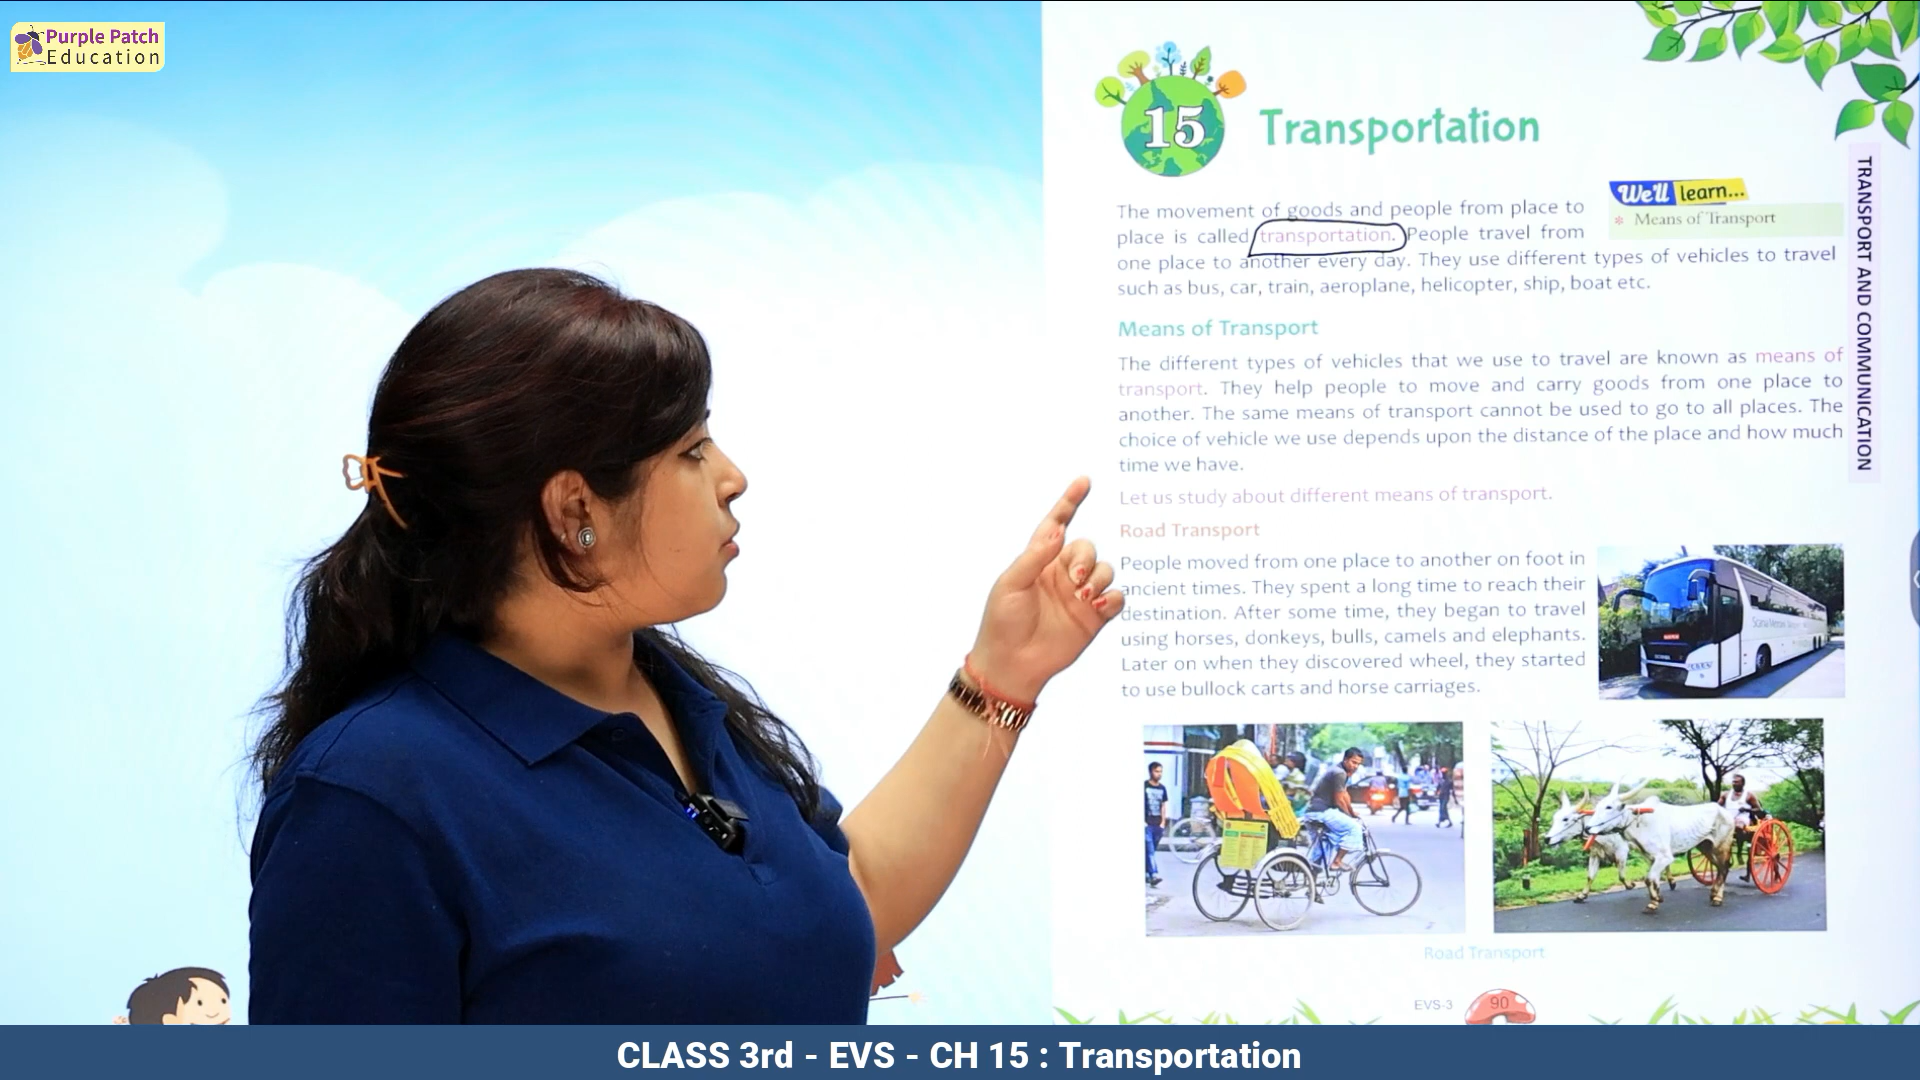 Purple Patch
Education
15
Transportation
We'll learn...
Means of Transport
The movement of goods and people from place to
place is called transportation. People travel from
one place to another every day. They use different types of vehicles to travel
such as bus, car, train, aeroplane, helicopter, ship, boat etc.
Means of Transport
The different types of vehicles that we use to travel are known as means of
transport. They help people to move and carry goods from one place to
another. The same means of transport cannot be used to go to all places. The
choice of vehicle we use depends upon the distance of the place and how much
time we have.
Let us study about different means of transport.
Road Transport
People moved from one place to another on foot in
ancient times. They spent a long time to reach their
destination. After some time, they began to travel
using horses, donkeys, bulls, camels and elephants.
Later on when they discovered wheel, they started
to use bullock carts and horse carriages.
Road Transport
EVS-3
90
TRANSPORT AND COMMUNICATION
CLASS 3rd - EVS - CH 15 : Transportation